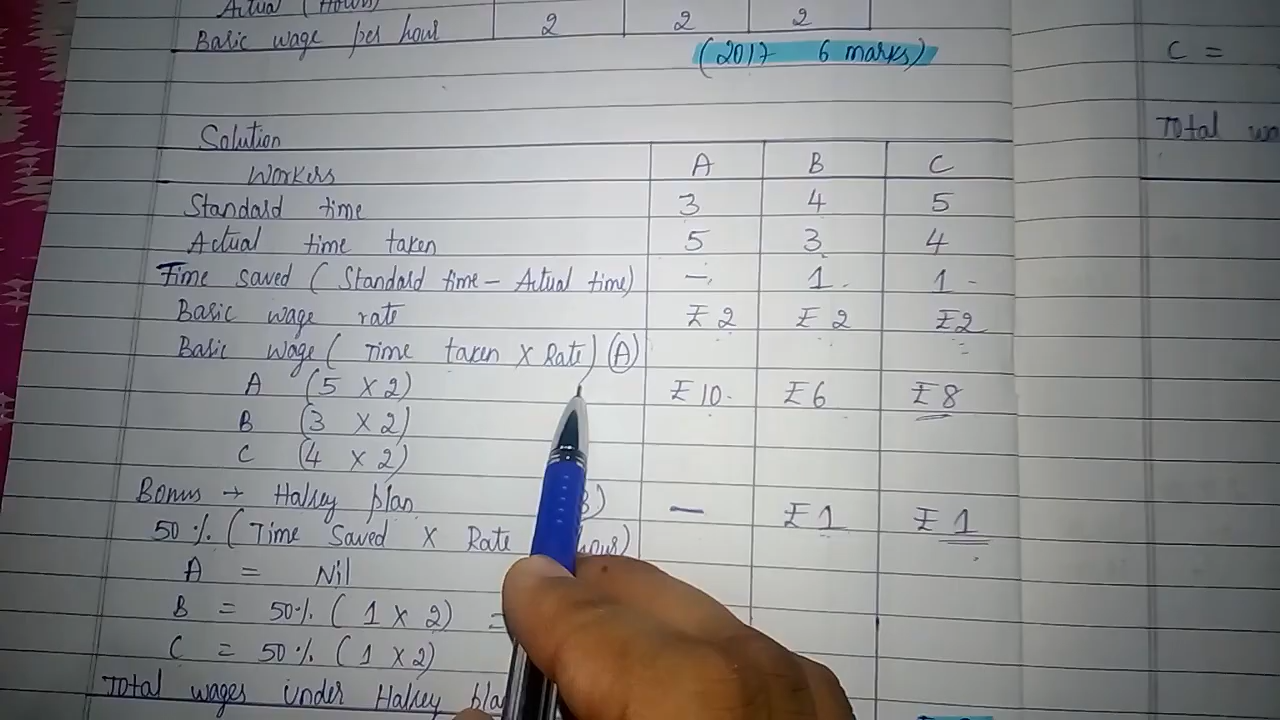 Actual (Hours)
Basic wage per hour 2 2 2
(2017 6 marks)
C =
Total
Solution
Workers A B C
Standard time 3 4 5
Actual time taken 5 3 4
Time saved (Standard time - Actual time) - 1 1
Basic wage rate ₹2 ₹2 ₹2
Basic wage (Time taken X Rate) (A)
A (5 X 2) ₹10 ₹6 ₹8
B (3 X 2)
C (4 X 2)
Bonus → Halsey plan B) - ₹1 ₹1
50% (Time Saved X Rate
A = Nil
B = 50% (1 X 2) =
C = 50% (1 X 2)
Total wages under Halsey